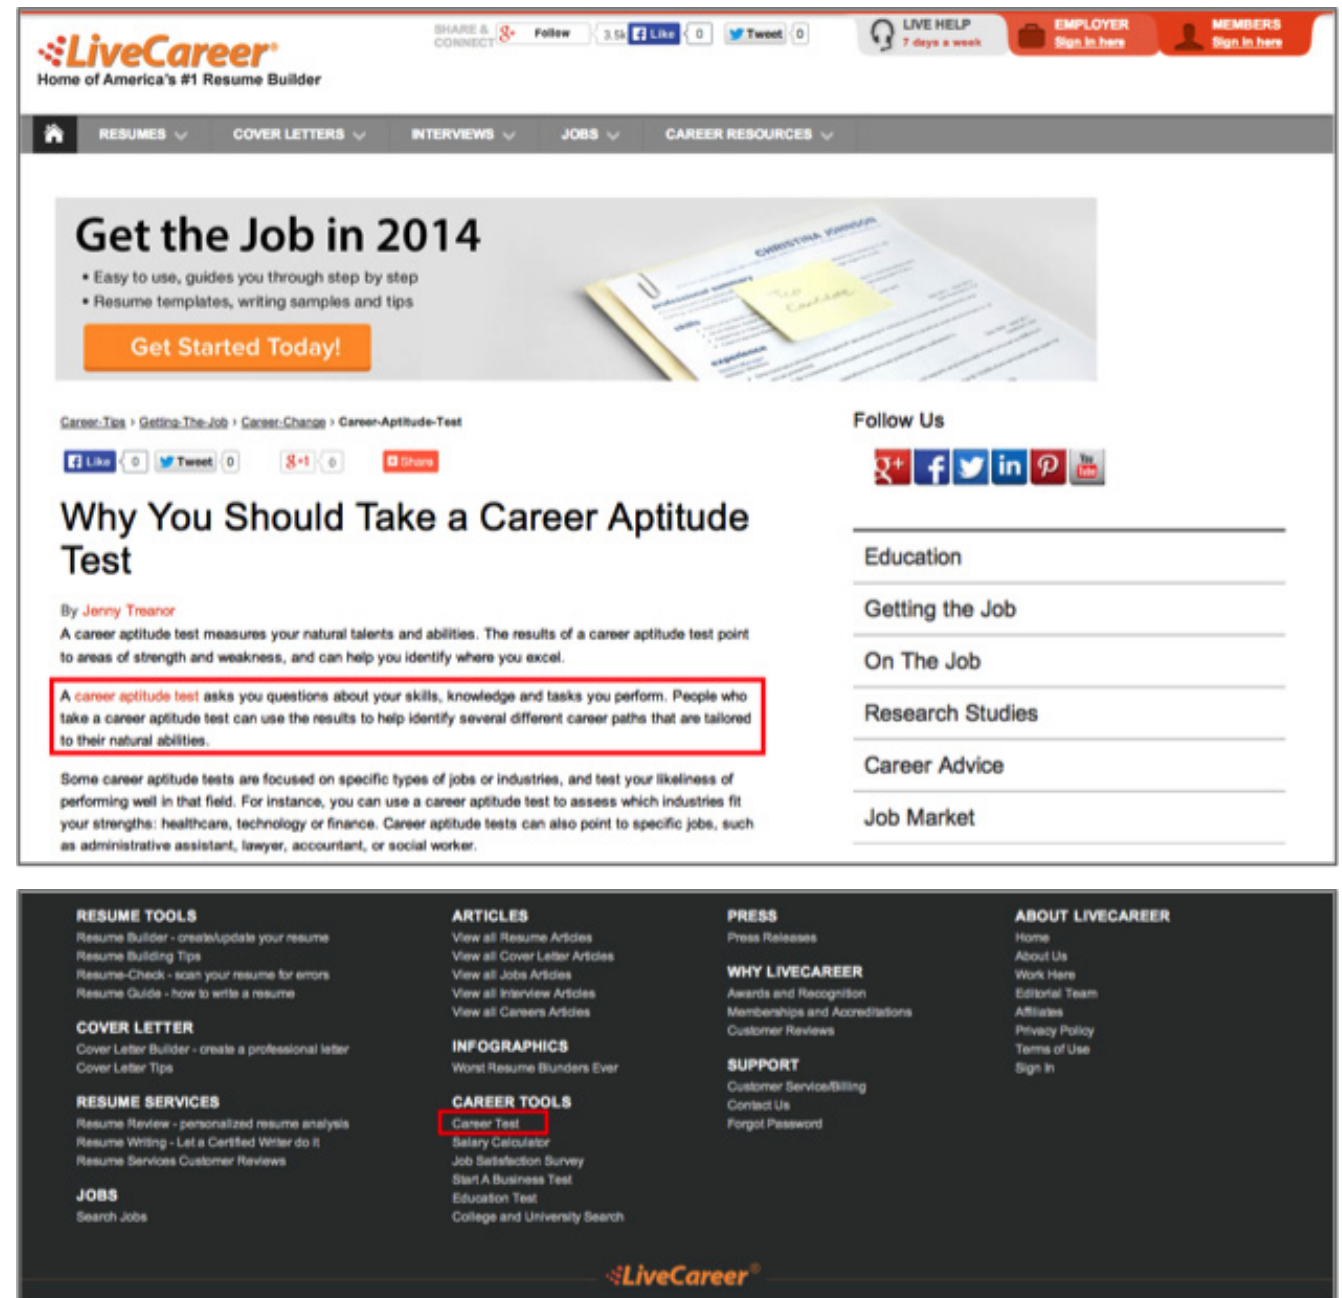 LiveCareer®
Home of America's #1 Resume Builder
SHARE &
CONNECT
Follow
3.5k
Like
0
Tweet
0
LIVE HELP
7 days a week
EMPLOYER
Sign in here
MEMBERS
Sign in here
RESUMES
COVER LETTERS
INTERVIEWS
JOBS
CAREER RESOURCES
Get the Job in 2014
• Easy to use, guides you through step by step
• Resume templates, writing samples and tips
Get Started Today!
CHRISTINA JOHNSON
professional summary
skills
experience
Top
Candidate
Career-Tips › Getting-The-Job › Career-Change › Career-Aptitude-Test
Like
0
Tweet
0
g+1
0
Share
Why You Should Take a Career Aptitude
Test
By Jenny Treanor
A career aptitude test measures your natural talents and abilities. The results of a career aptitude test point
to areas of strength and weakness, and can help you identify where you excel.
A career aptitude test asks you questions about your skills, knowledge and tasks you perform. People who
take a career aptitude test can use the results to help identify several different career paths that are tailored
to their natural abilities.
Some career aptitude tests are focused on specific types of jobs or industries, and test your likeliness of
performing well in that field. For instance, you can use a career aptitude test to assess which industries fit
your strengths: healthcare, technology or finance. Career aptitude tests can also point to specific jobs, such
as administrative assistant, lawyer, accountant, or social worker.
Follow Us
You
Tube
Education
Getting the Job
On The Job
Research Studies
Career Advice
Job Market
RESUME TOOLS
Resume Builder - create/update your resume
Resume Building Tips
Resume-Check - scan your resume for errors
Resume Guide - how to write a resume
COVER LETTER
Cover Letter Builder - create a professional letter
Cover Letter Tips
RESUME SERVICES
Resume Review - personalized resume analysis
Resume Writing - Let a Certified Writer do it
Resume Services Customer Reviews
JOBS
Search Jobs
ARTICLES
View all Resume Articles
View all Cover Letter Articles
View all Jobs Articles
View all Interview Articles
View all Careers Articles
INFOGRAPHICS
Worst Resume Blunders Ever
CAREER TOOLS
Career Test
Salary Calculator
Job Satisfaction Survey
Start A Business Test
Education Test
College and University Search
PRESS
Press Releases
WHY LIVECAREER
Awards and Recognition
Memberships and Accreditations
Customer Reviews
SUPPORT
Customer Service/Billing
Contact Us
Forgot Password
ABOUT LIVECAREER
Home
About Us
Work Here
Editorial Team
Affiliates
Privacy Policy
Terms of Use
Sign In
LiveCareer®